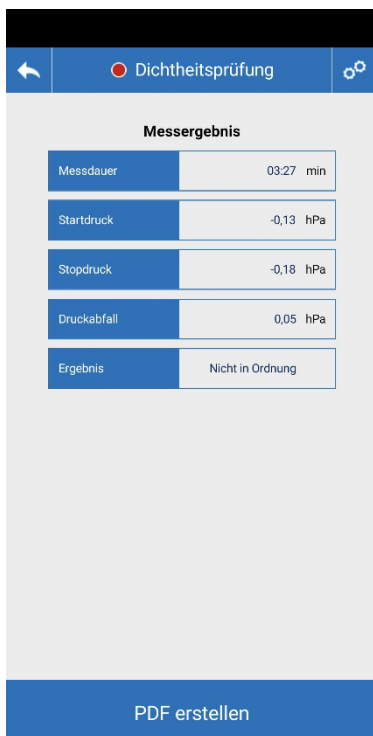 Dichtheitsprüfung
Messergebnis
Messdauer 03:27 min
Startdruck -0,13 hPa
Stopdruck -0,18 hPa
Druckabfall 0,05 hPa
Ergebnis Nicht in Ordnung
PDF erstellen